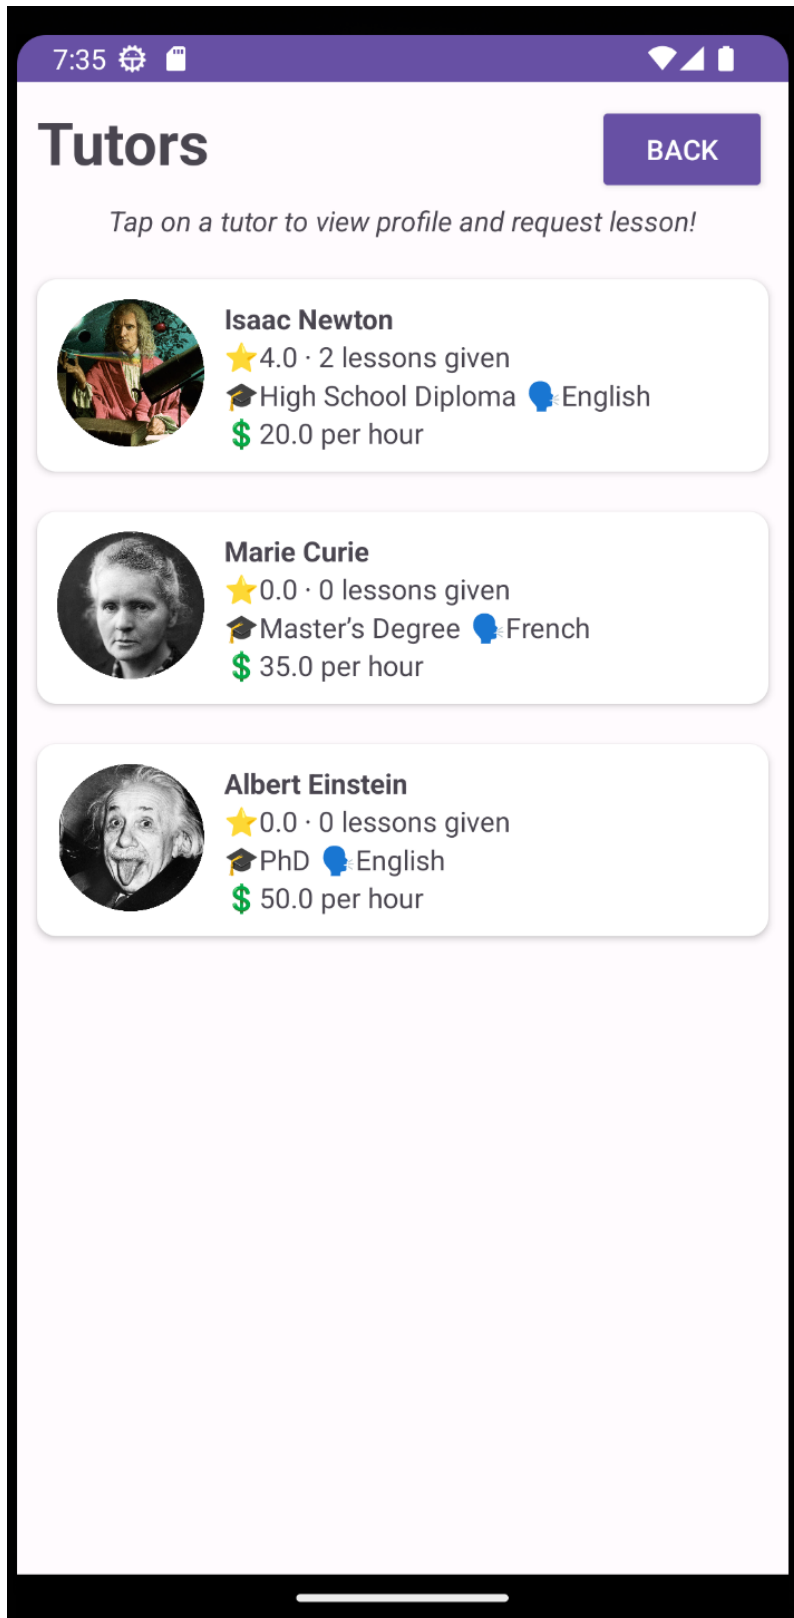 7:35
Tutors
BACK
Tap on a tutor to view profile and request lesson!
Isaac Newton
⭐4.0 · 2 lessons given
🎓High School Diploma 🗣️English
💲20.0 per hour
Marie Curie
⭐0.0 · 0 lessons given
🎓Master’s Degree 🗣️French
💲35.0 per hour
Albert Einstein
⭐0.0 · 0 lessons given
🎓PhD 🗣️English
💲50.0 per hour